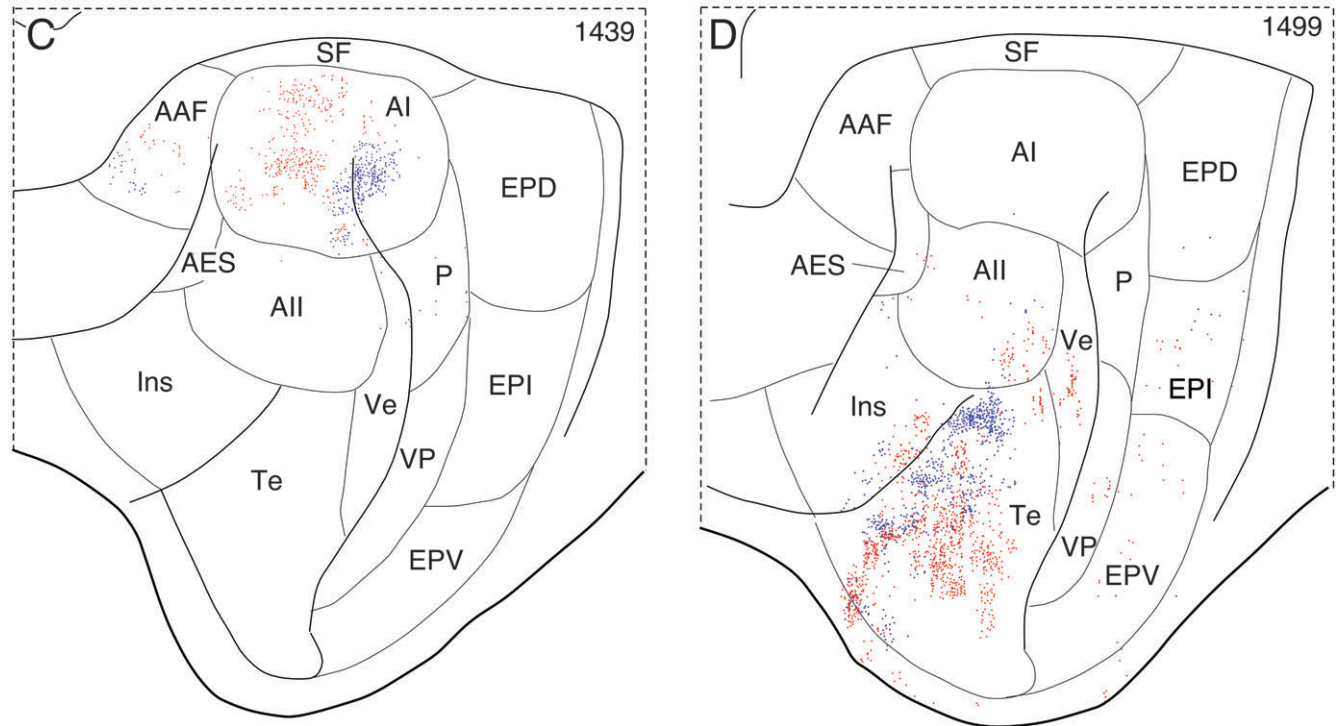 C
1439
SF
AAF
AI
EPD
AES
P
AII
Ins
Ve
EPI
VP
Te
EPV
D
1499
SF
AAF
AI
EPD
AES
AII
P
Ve
Ins
EPI
Te
VP
EPV